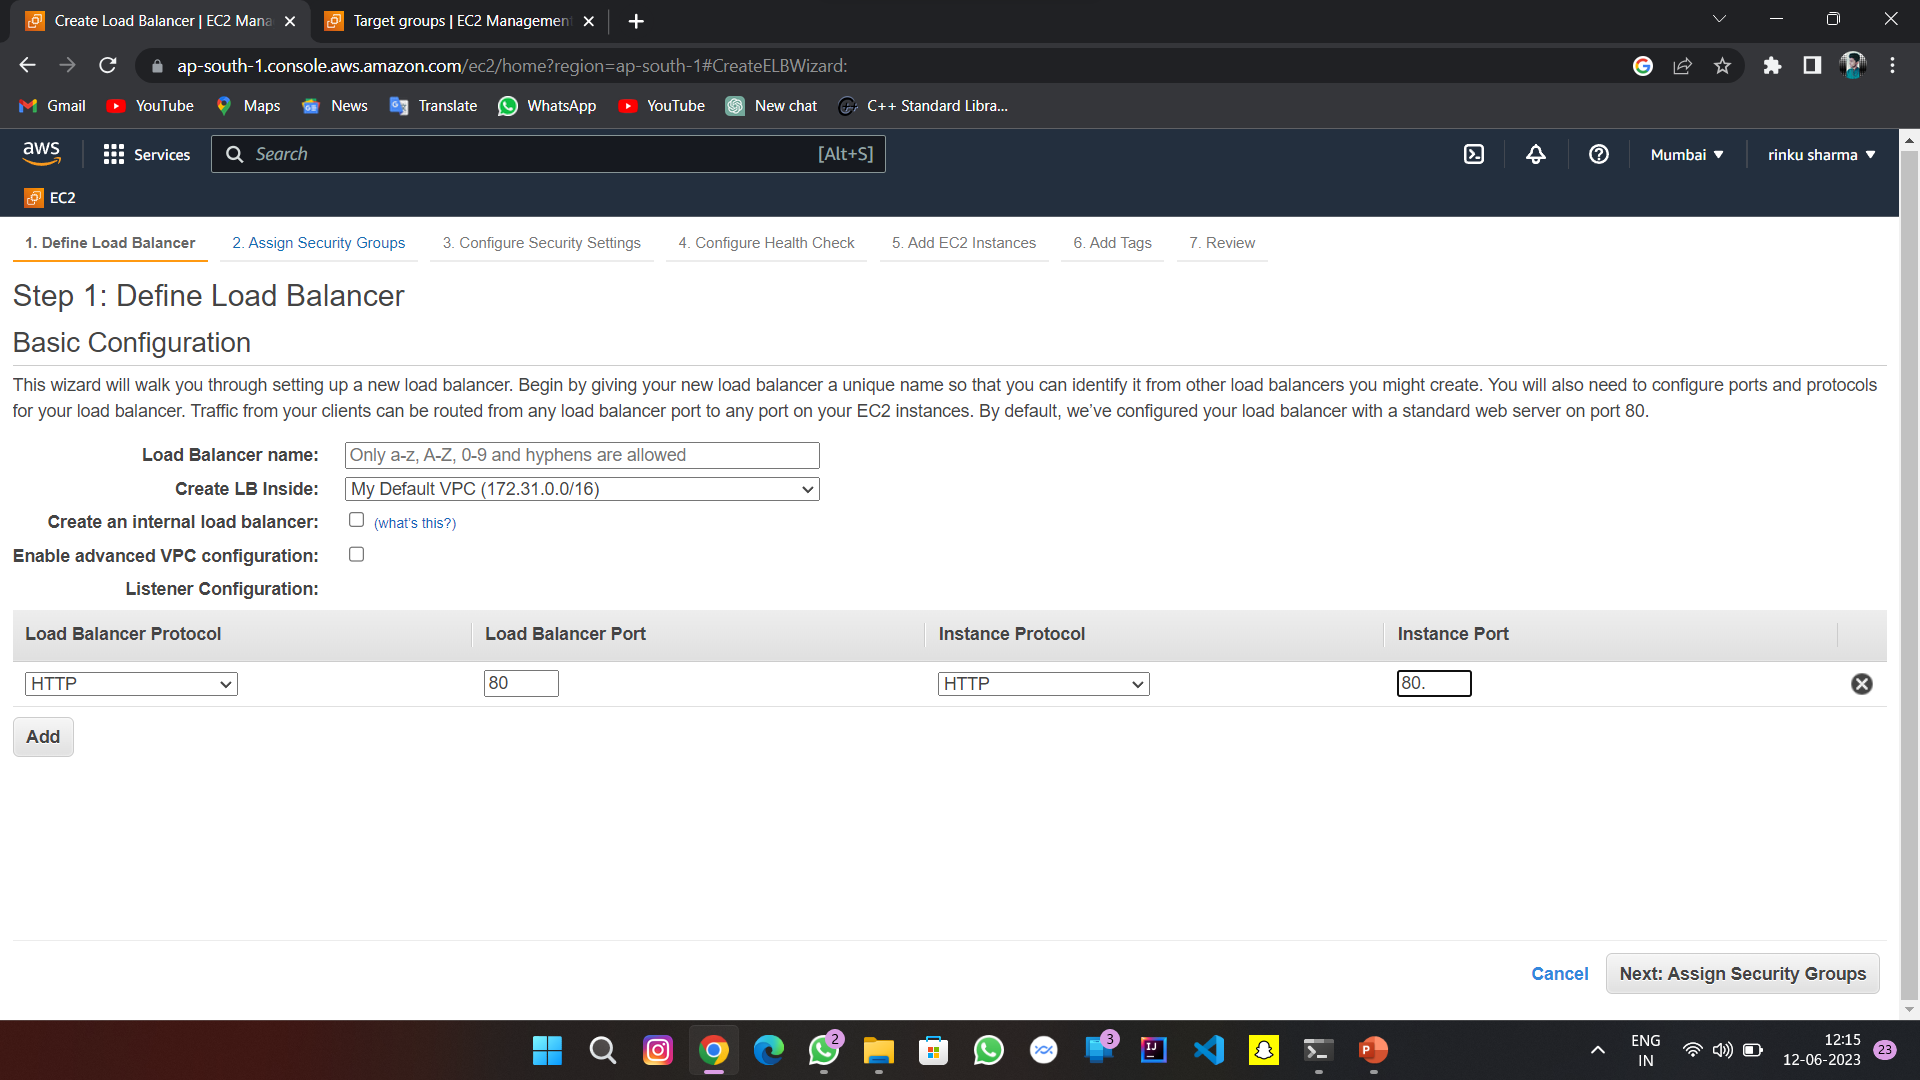 Create Load Balancer | EC2 Mana
Target groups | EC2 Management
ap-south-1.console.aws.amazon.com/ec2/home?region=ap-south-1#CreateELBWizard:
Gmail YouTube Maps News Translate WhatsApp YouTube New chat C++ Standard Libra...
aws Services Search [Alt+S] Mumbai rinku sharma
EC2
1. Define Load Balancer 2. Assign Security Groups 3. Configure Security Settings 4. Configure Health Check 5. Add EC2 Instances 6. Add Tags 7. Review
Step 1: Define Load Balancer
Basic Configuration
This wizard will walk you through setting up a new load balancer. Begin by giving your new load balancer a unique name so that you can identify it from other load balancers you might create. You will also need to configure ports and protocols
for your load balancer. Traffic from your clients can be routed from any load balancer port to any port on your EC2 instances. By default, we've configured your load balancer with a standard web server on port 80.
Load Balancer name: Only a-z, A-Z, 0-9 and hyphens are allowed
Create LB Inside: My Default VPC (172.31.0.0/16)
Create an internal load balancer: (what's this?)
Enable advanced VPC configuration:
Listener Configuration:
Load Balancer Protocol Load Balancer Port Instance Protocol Instance Port
HTTP 80 HTTP 80.
Add
Cancel Next: Assign Security Groups
2 3 ENG 12:15
IN 12-06-2023 23